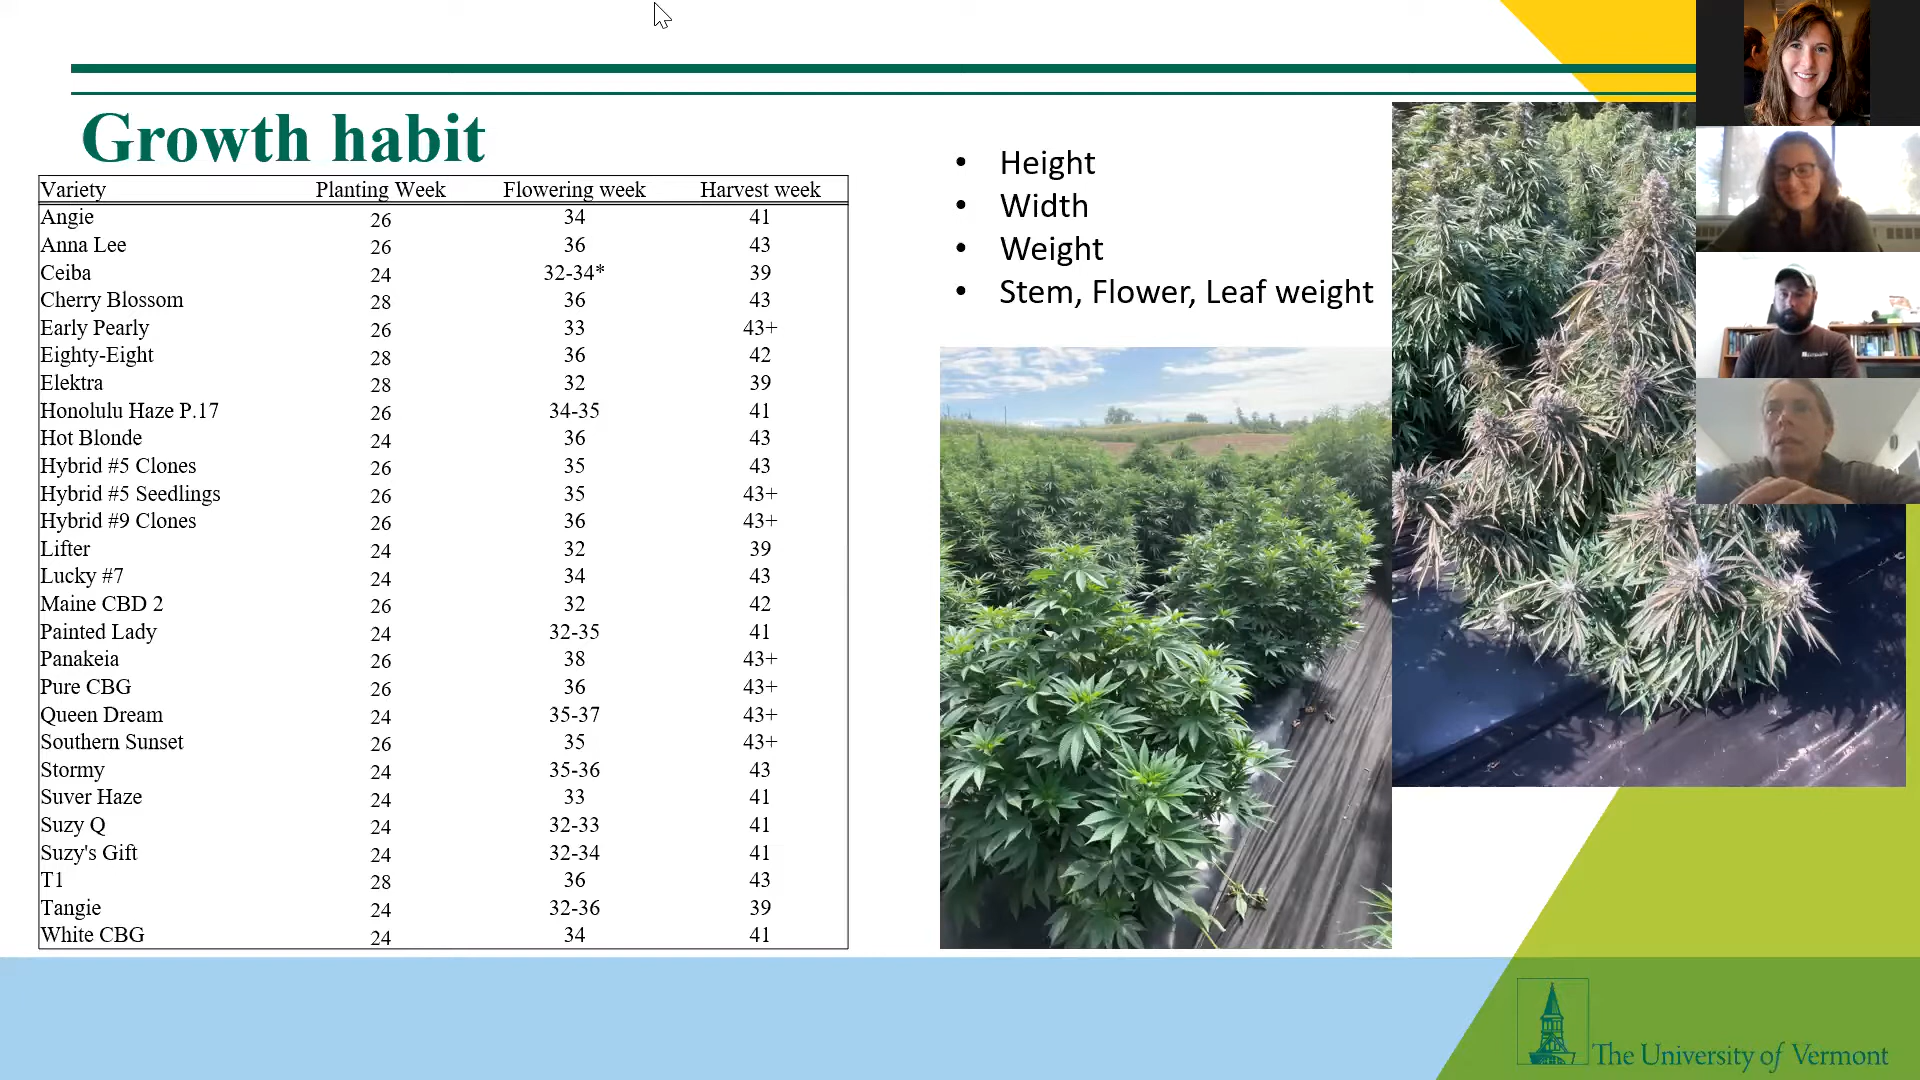 Growth habit
Variety Planting Week Flowering week Harvest week
Angie 26 34 41
Anna Lee 26 36 43
Ceiba 24 32-34* 39
Cherry Blossom 28 36 43
Early Pearly 26 33 43+
Eighty-Eight 28 36 42
Elektra 28 32 39
Honolulu Haze P.17 26 34-35 41
Hot Blonde 24 36 43
Hybrid #5 Clones 26 35 43
Hybrid #5 Seedlings 26 35 43+
Hybrid #9 Clones 26 36 43+
Lifter 24 32 39
Lucky #7 24 34 43
Maine CBD 2 26 32 42
Painted Lady 24 32-35 41
Panakeia 26 38 43+
Pure CBG 26 36 43+
Queen Dream 24 35-37 43+
Southern Sunset 26 35 43+
Stormy 24 35-36 43
Suver Haze 24 33 41
Suzy Q 24 32-33 41
Suzy's Gift 24 32-34 41
T1 28 36 43
Tangie 24 32-36 39
White CBG 24 34 41
• Height
• Width
• Weight
• Stem, Flower, Leaf weight
The University of Vermont